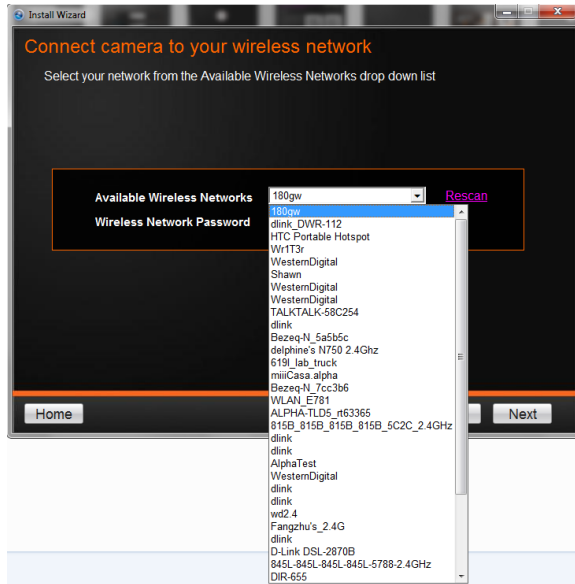 Install Wizard
Connect camera to your wireless network
Select your network from the Available Wireless Networks drop down list
Available Wireless Networks 180gw Rescan
Wireless Network Password
180gw
dlink_DWR-112
HTC Portable Hotspot
Wr1T3r
WesternDigital
Shawn
WesternDigital
WesternDigital
TALKTALK-58C254
dlink
Bezeq-N_5a5b5c
delphine's N750 2.4Ghz
619I_lab_truck
miiiCasa.alpha
Bezeq-N_7cc3b6
WLAN_E781
ALPHA-TLD5_rt63365
815B_815B_815B_815B_5C2C_2.4GHz
dlink
dlink
AlphaTest
WesternDigital
dlink
dlink
wd2.4
Fangzhu's_2.4G
dlink
D-Link DSL-2870B
845L-845L-845L-845L-5788-2.4GHz
DIR-655
Home Next